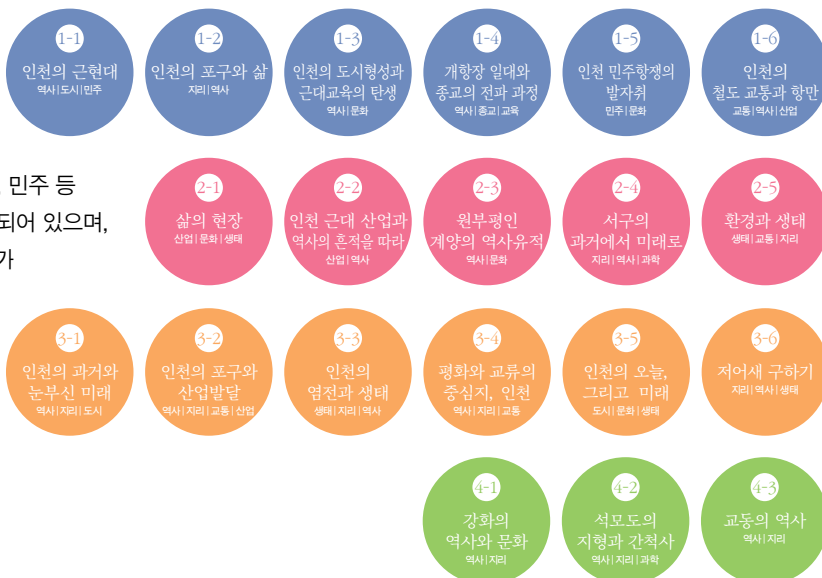 1-1
인천의 근현대
역사|도시|민주
1-2
인천의 포구와 삶
지리|역사
1-3
인천의 도시형성과
근대교육의 탄생
역사|문화
1-4
개항장 일대와
종교의 전파 과정
역사|종교|교육
1-5
인천 민주항쟁의
발자취
민주|문화
1-6
인천의
철도 교통과 항만
교통|역사|산업
민주 등
되어 있으며,
가
2-1
삶의 현장
산업|문화|생태
2-2
인천 근대 산업과
역사의 흔적을 따라
산업|역사
2-3
원부평인
계양의 역사유적
역사|문화
2-4
서구의
과거에서 미래로
지리|역사|과학
2-5
환경과 생태
생태|교통|지리
3-1
인천의 과거와
눈부신 미래
역사|지리|도시
3-2
인천의 포구와
산업발달
역사|지리|교통|산업
3-3
인천의
염전과 생태
생태|지리|역사
3-4
평화와 교류의
중심지, 인천
역사|지리|교통
3-5
인천의 오늘,
그리고 미래
도시|문화|생태
3-6
저어새 구하기
지리|역사|생태
4-1
강화의
역사와 문화
역사|지리
4-2
석모도의
지형과 간척사
역사|지리|과학
4-3
교동의 역사
역사|지리